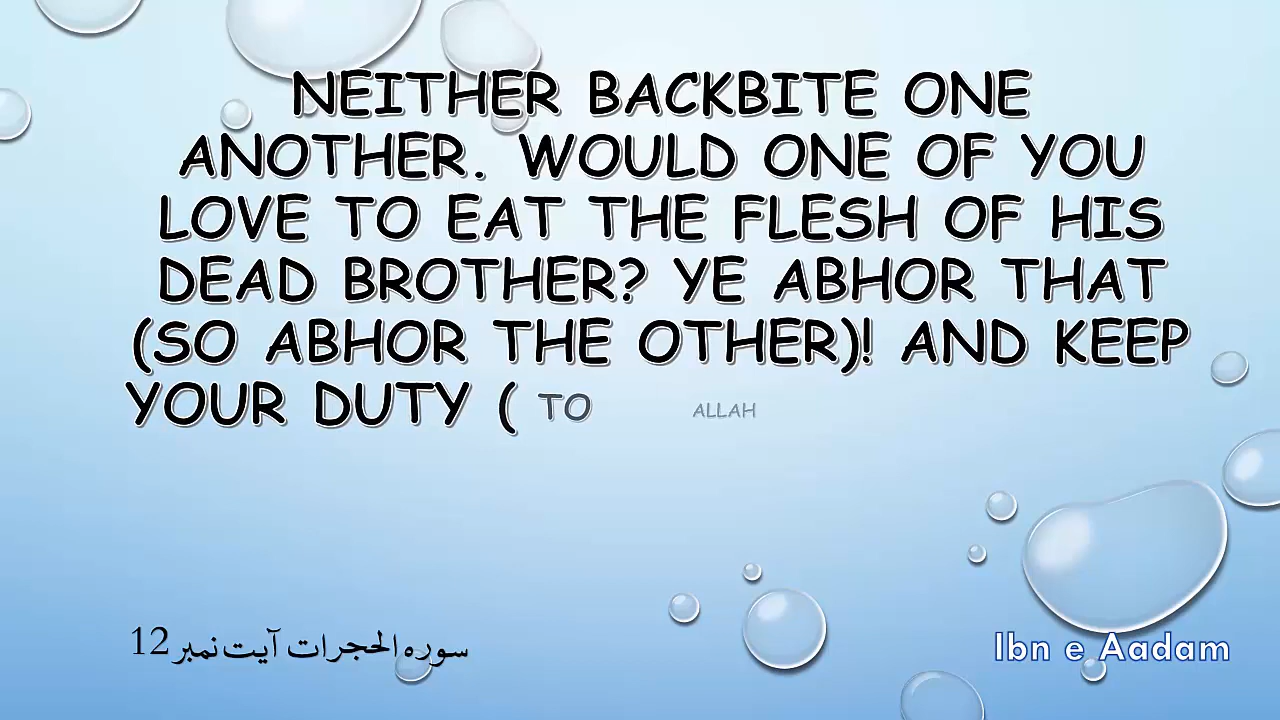 NEITHER BACKBITE ONE
ANOTHER. WOULD ONE OF YOU
LOVE TO EAT THE FLESH OF HIS
DEAD BROTHER? YE ABHOR THAT
(SO ABHOR THE OTHER)! AND KEEP
YOUR DUTY ( TO ALLAH
سورہ الحجرات آیت نمبر 12
Ibn e Aadam